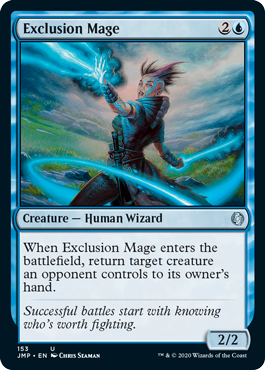 Exclusion Mage 2
Creature — Human Wizard
When Exclusion Mage enters the
battlefield, return target creature
an opponent controls to its owner's
hand.
Successful battles start with knowing
who's worth fighting.
2/2
153 U
JMP • EN Chris Seaman ™ & © 2020 Wizards of the Coast